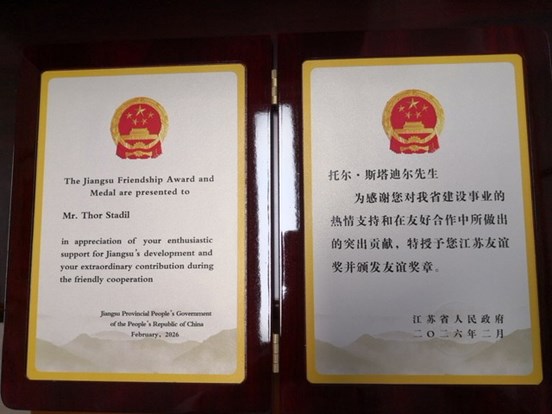 The Jiangsu Friendship Award and
Medal are presented to
Mr. Thor Stadil
in appreciation of your enthusiastic
support for Jiangsu's development and
your extraordinary contribution during
the friendly cooperation
Jiangsu Provincial People's Government
of the People's Republic of China
February, 2026
托尔·斯塔迪尔先生
为感谢您对我省建设事业的
热情支持和在友好合作中所做出
的突出贡献，特授予您江苏友谊
奖并颁发友谊奖章。
江苏省人民政府
二〇二六年二月